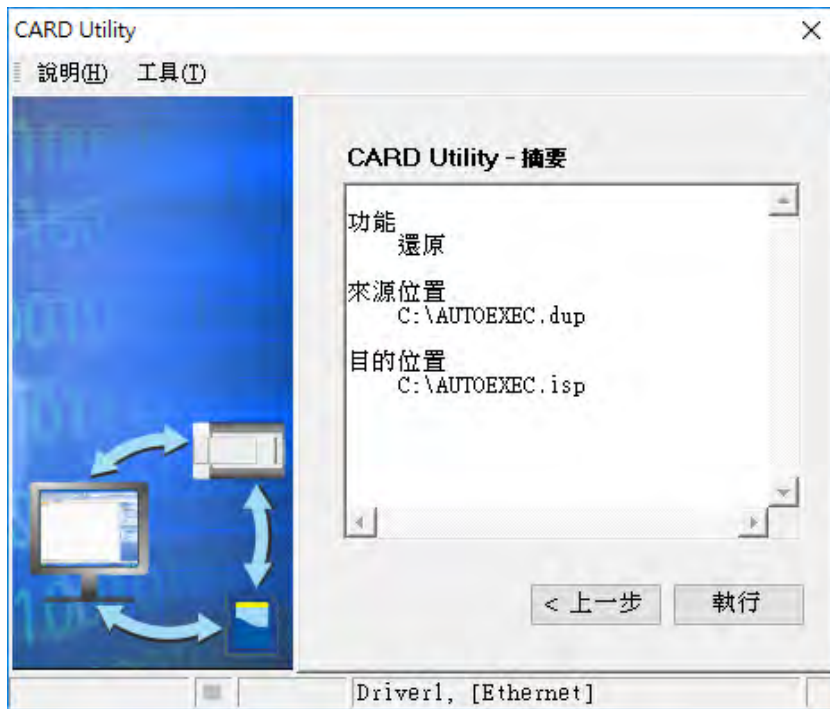 CARD Utility
說明(H) 工具(T)
CARD Utility - 摘要
功能
還原
來源位置
C:\AUTOEXEC.dup
目的位置
C:\AUTOEXEC.isp
< 上一步 執行
Driver1, [Ethernet]